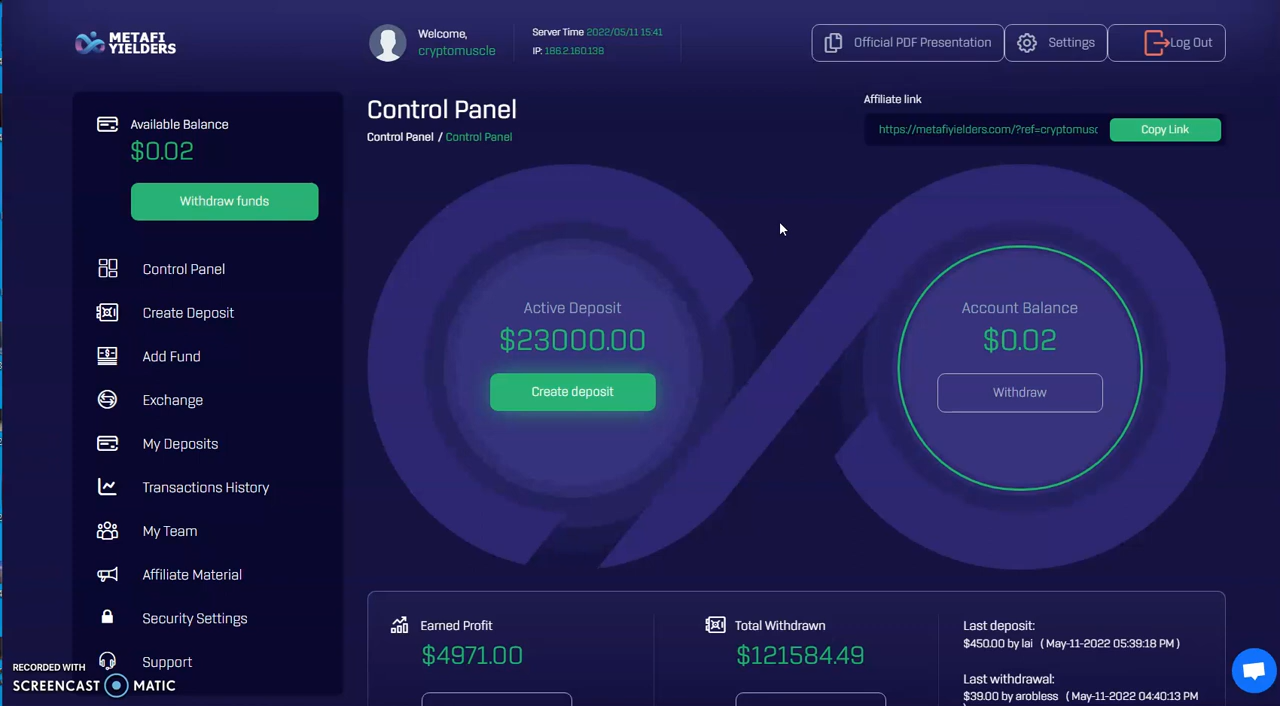 METAFI
YIELDERS
Welcome,
cryptomuscle
Server Time 2022/05/11 15:41
IP: 186.2.160.138
Official PDF Presentation
Settings
Log Out
Available Balance
$0.02
Withdraw funds
Control Panel
Create Deposit
Add Fund
Exchange
My Deposits
Transactions History
My Team
Affiliate Material
Security Settings
Support
Control Panel
Control Panel / Control Panel
Affiliate link
https://metafiyielders.com/?ref=cryptomusc
Copy Link
Active Deposit
$23000.00
Create deposit
Account Balance
$0.02
Withdraw
Earned Profit
$4971.00
Total Withdrawn
$121584.49
Last deposit:
$450.00 by lai ( May-11-2022 05:39:18 PM )
Last withdrawal:
$39.00 by arobless ( May-11-2022 04:40:13 PM
RECORDED WITH
SCREENCAST MATIC